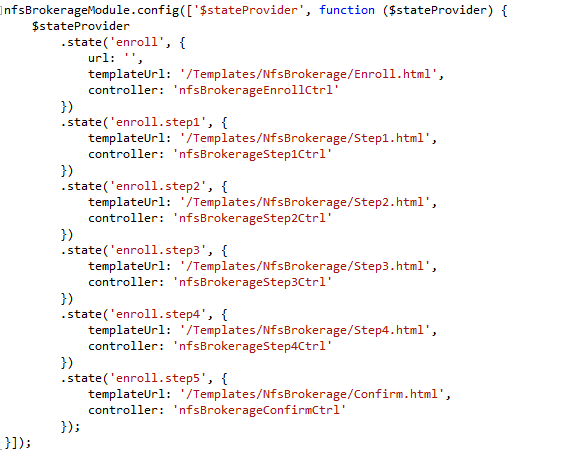 nfsBrokerageModule.config(['$stateProvider', function ($stateProvider) {
    $stateProvider
        .state('enroll', {
            url: '',
            templateUrl: '/Templates/NfsBrokerage/Enroll.html',
            controller: 'nfsBrokerageEnrollCtrl'
        })
        .state('enroll.step1', {
            templateUrl: '/Templates/NfsBrokerage/Step1.html',
            controller: 'nfsBrokerageStep1Ctrl'
        })
        .state('enroll.step2', {
            templateUrl: '/Templates/NfsBrokerage/Step2.html',
            controller: 'nfsBrokerageStep2Ctrl'
        })
        .state('enroll.step3', {
            templateUrl: '/Templates/NfsBrokerage/Step3.html',
            controller: 'nfsBrokerageStep3Ctrl'
        })
        .state('enroll.step4', {
            templateUrl: '/Templates/NfsBrokerage/Step4.html',
            controller: 'nfsBrokerageStep4Ctrl'
        })
        .state('enroll.step5', {
            templateUrl: '/Templates/NfsBrokerage/Confirm.html',
            controller: 'nfsBrokerageConfirmCtrl'
        });
}]);